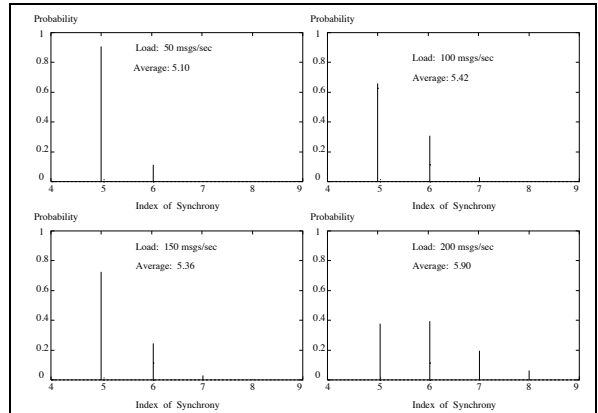 Probability
1
Load: 50 msgs/sec
0.8
Average: 5.10
0.6
0.4
0.2
0
4 5 6 7 8 9
Index of Synchrony
Probability
1
Load: 100 msgs/sec
0.8
Average: 5.42
0.6
0.4
0.2
0
4 5 6 7 8 9
Index of Synchrony
Probability
1
Load: 150 msgs/sec
0.8
Average: 5.36
0.6
0.4
0.2
0
4 5 6 7 8 9
Index of Synchrony
Probability
1
Load: 200 msgs/sec
0.8
Average: 5.90
0.6
0.4
0.2
0
4 5 6 7 8 9
Index of Synchrony